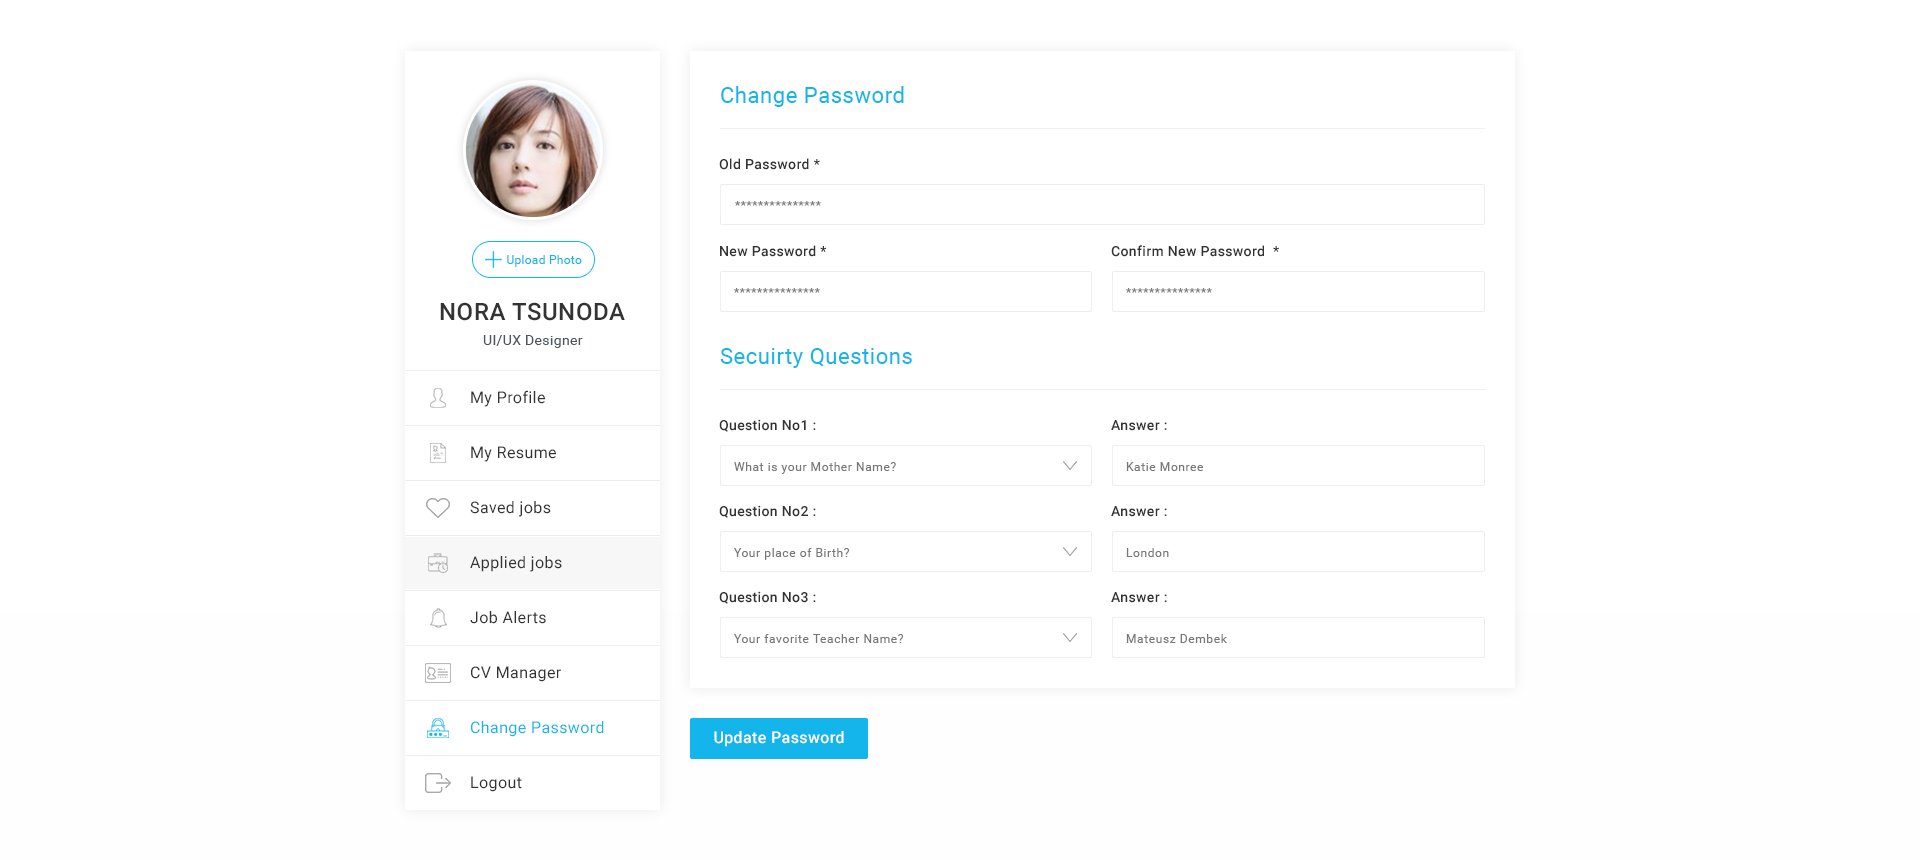 Upload Photo
NORA TSUNODA
UI/UX Designer
My Profile
My Resume
Saved jobs
Applied jobs
Job Alerts
CV Manager
Change Password
Logout
Change Password
Old Password *
***************
New Password *
Confirm New Password *
***************
***************
Secuirty Questions
Question No1 :
Answer :
What is your Mother Name?
Katie Monree
Question No2 :
Answer :
Your place of Birth?
London
Question No3 :
Answer :
Your favorite Teacher Name?
Mateusz Dembek
Update Password